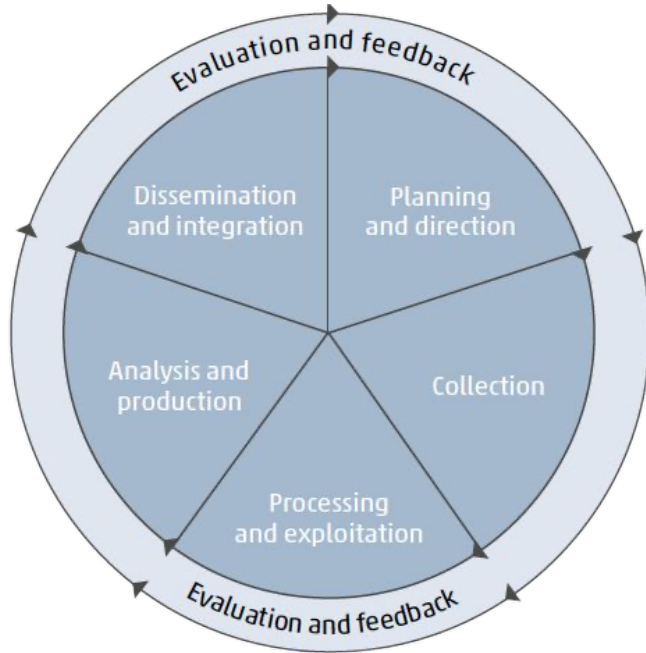 Evaluation and feedback
Dissemination
and integration
Planning
and direction
Analysis and
production
Collection
Processing
and exploitation
Evaluation and feedback